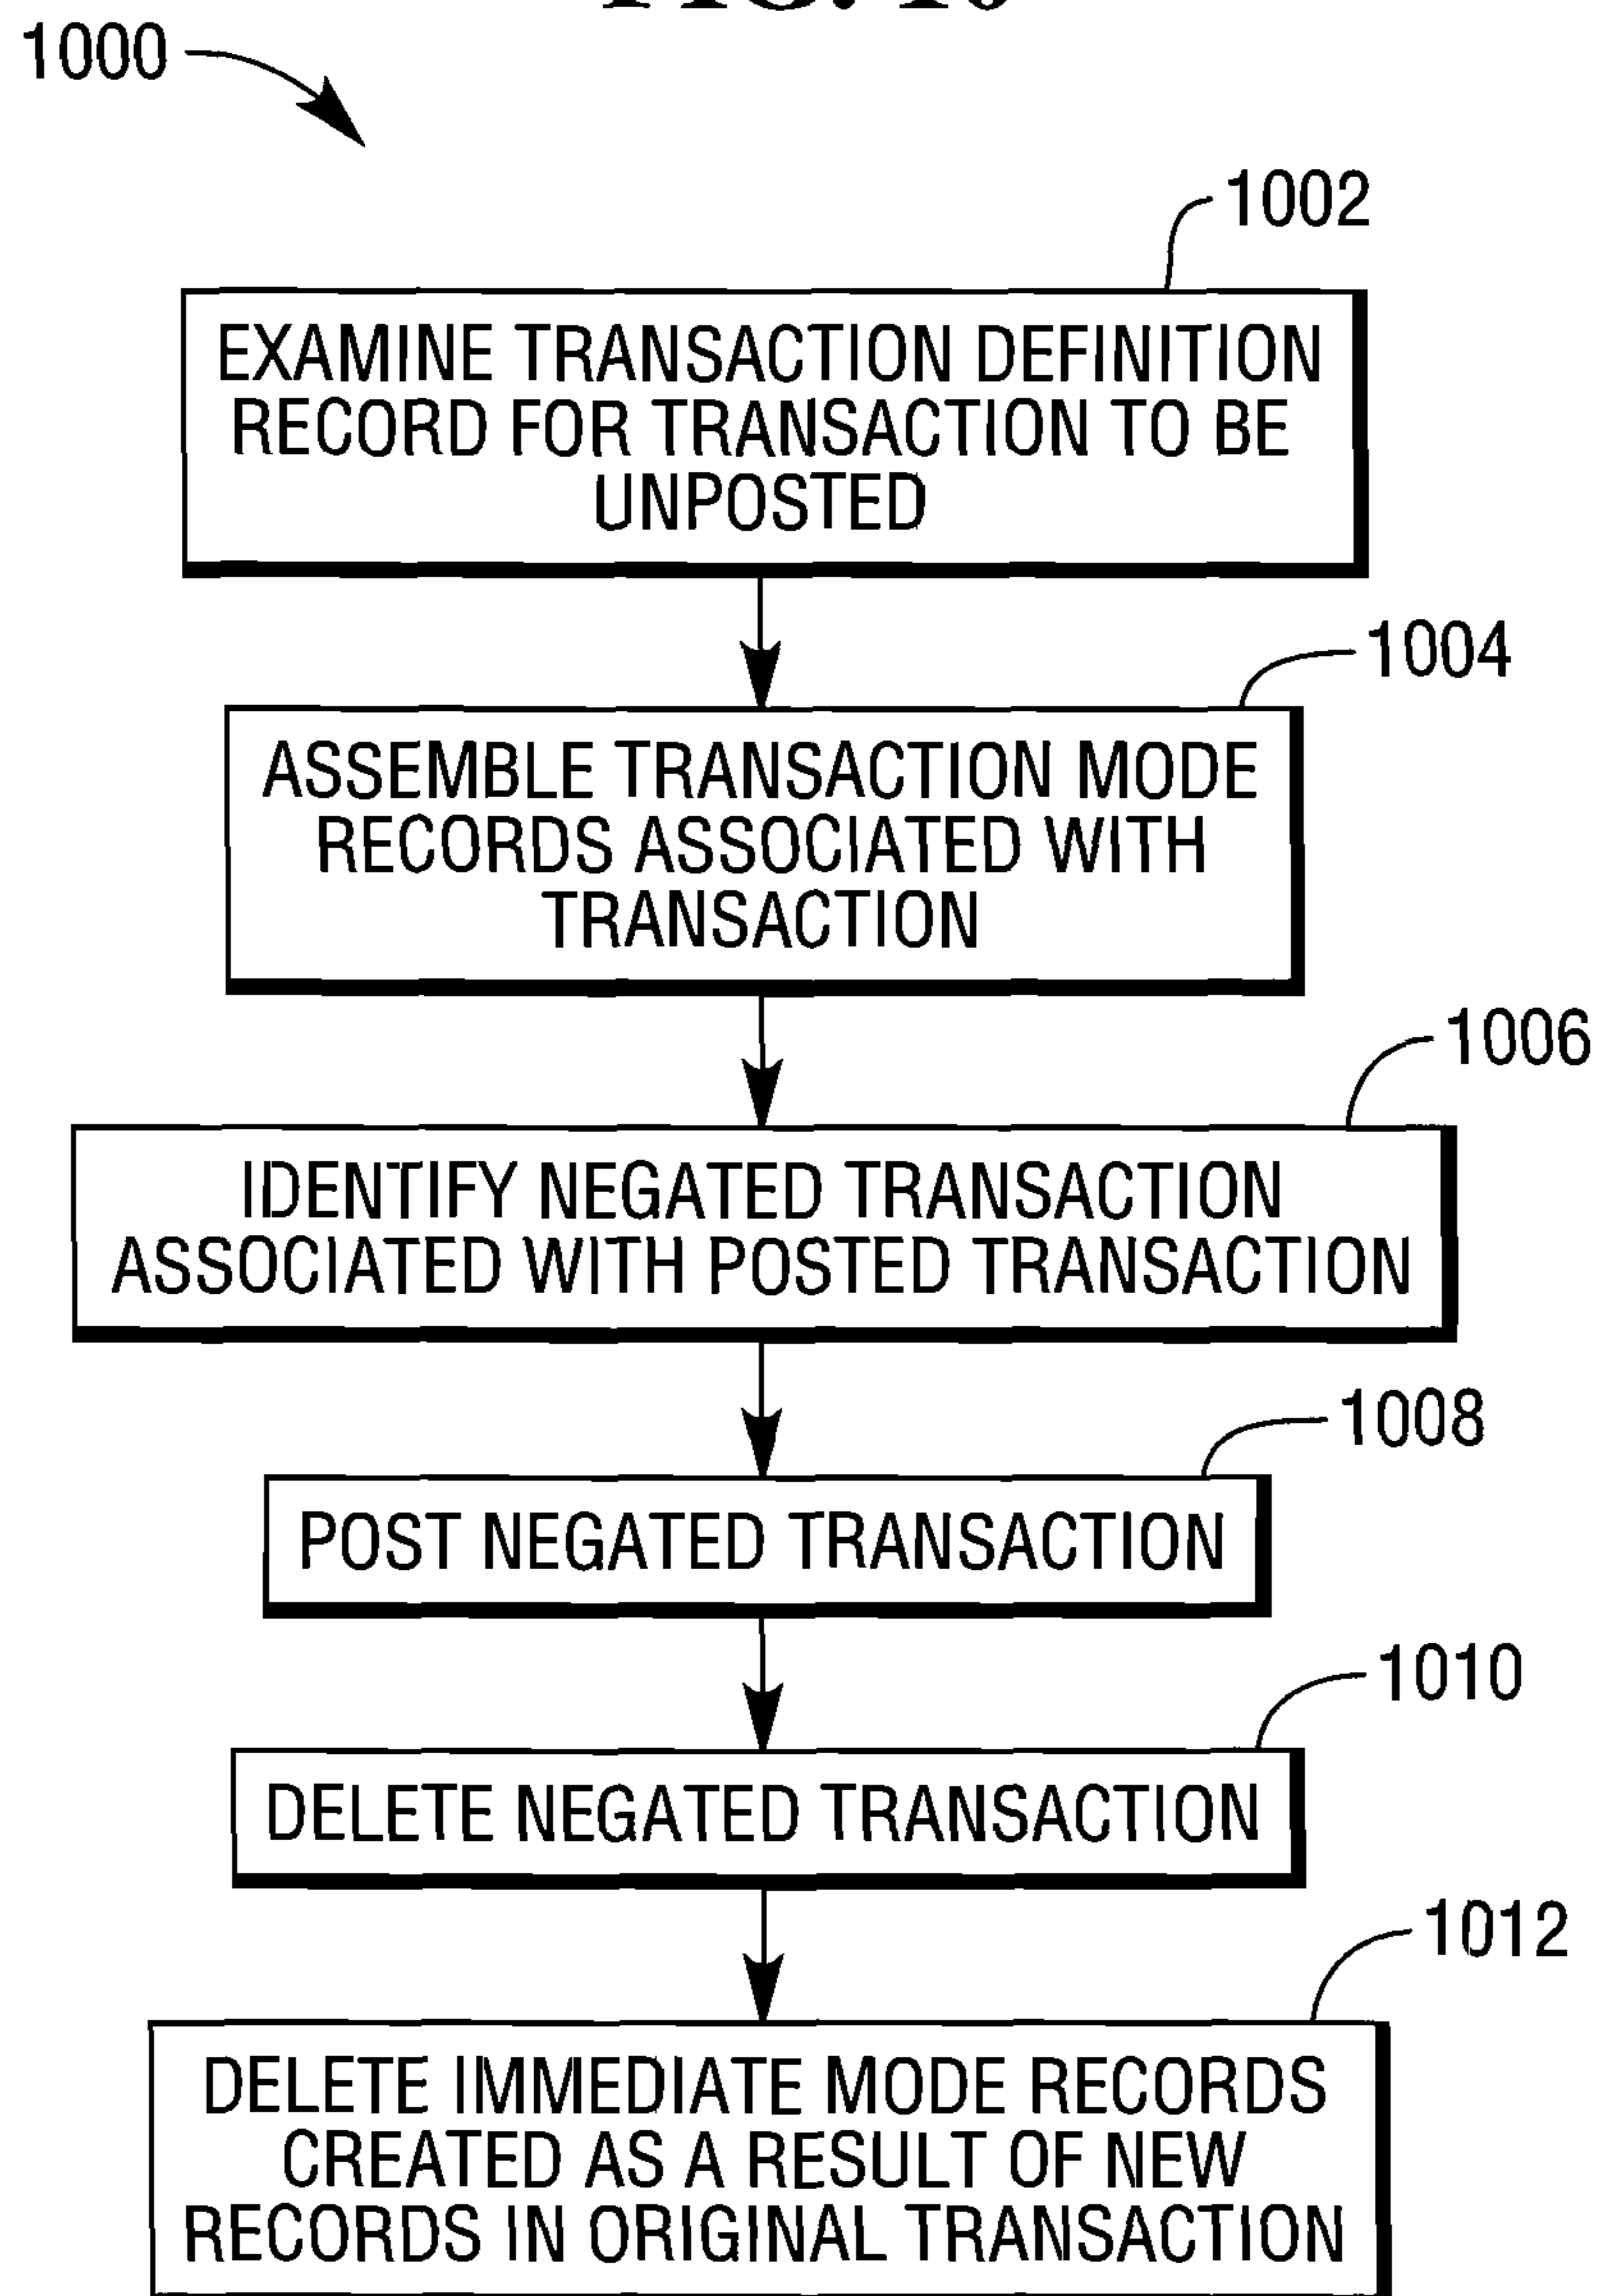 1000
1002
EXAMINE TRANSACTION DEFINITION
RECORD FOR TRANSACTION TO BE
UNPOSTED
1004
ASSEMBLE TRANSACTION MODE
RECORDS ASSOCIATED WITH
TRANSACTION
1006
IDENTIFY NEGATED TRANSACTION
ASSOCIATED WITH POSTED TRANSACTION
1008
POST NEGATED TRANSACTION
1010
DELETE NEGATED TRANSACTION
1012
DELETE IMMEDIATE MODE RECORDS
CREATED AS A RESULT OF NEW
RECORDS IN ORIGINAL TRANSACTION